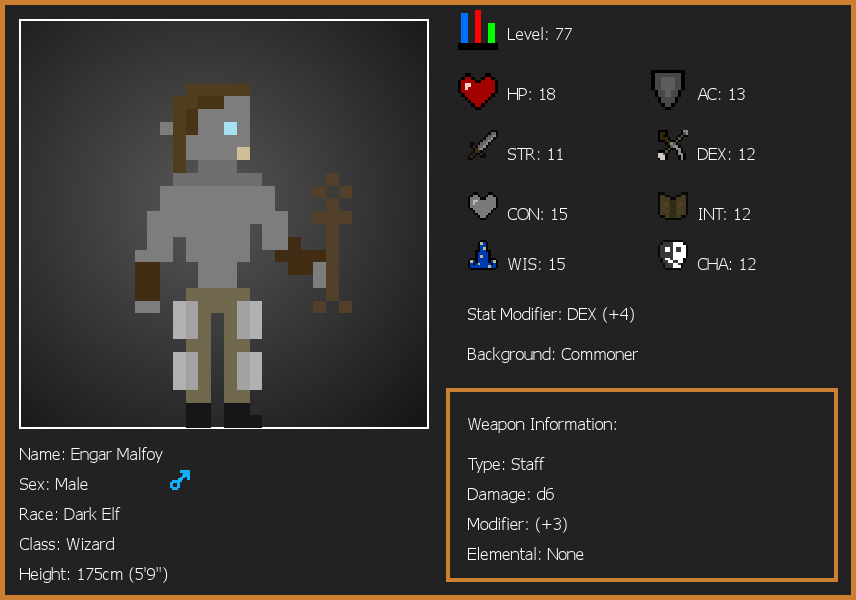 Level: 77
HP: 18
AC: 13
STR: 11
DEX: 12
CON: 15
INT: 12
WIS: 15
CHA: 12
Stat Modifier: DEX (+4)
Background: Commoner
Weapon Information:
Type: Staff
Damage: d6
Modifier: (+3)
Elemental: None
Name: Engar Malfoy
Sex: Male
Race: Dark Elf
Class: Wizard
Height: 175cm (5'9")